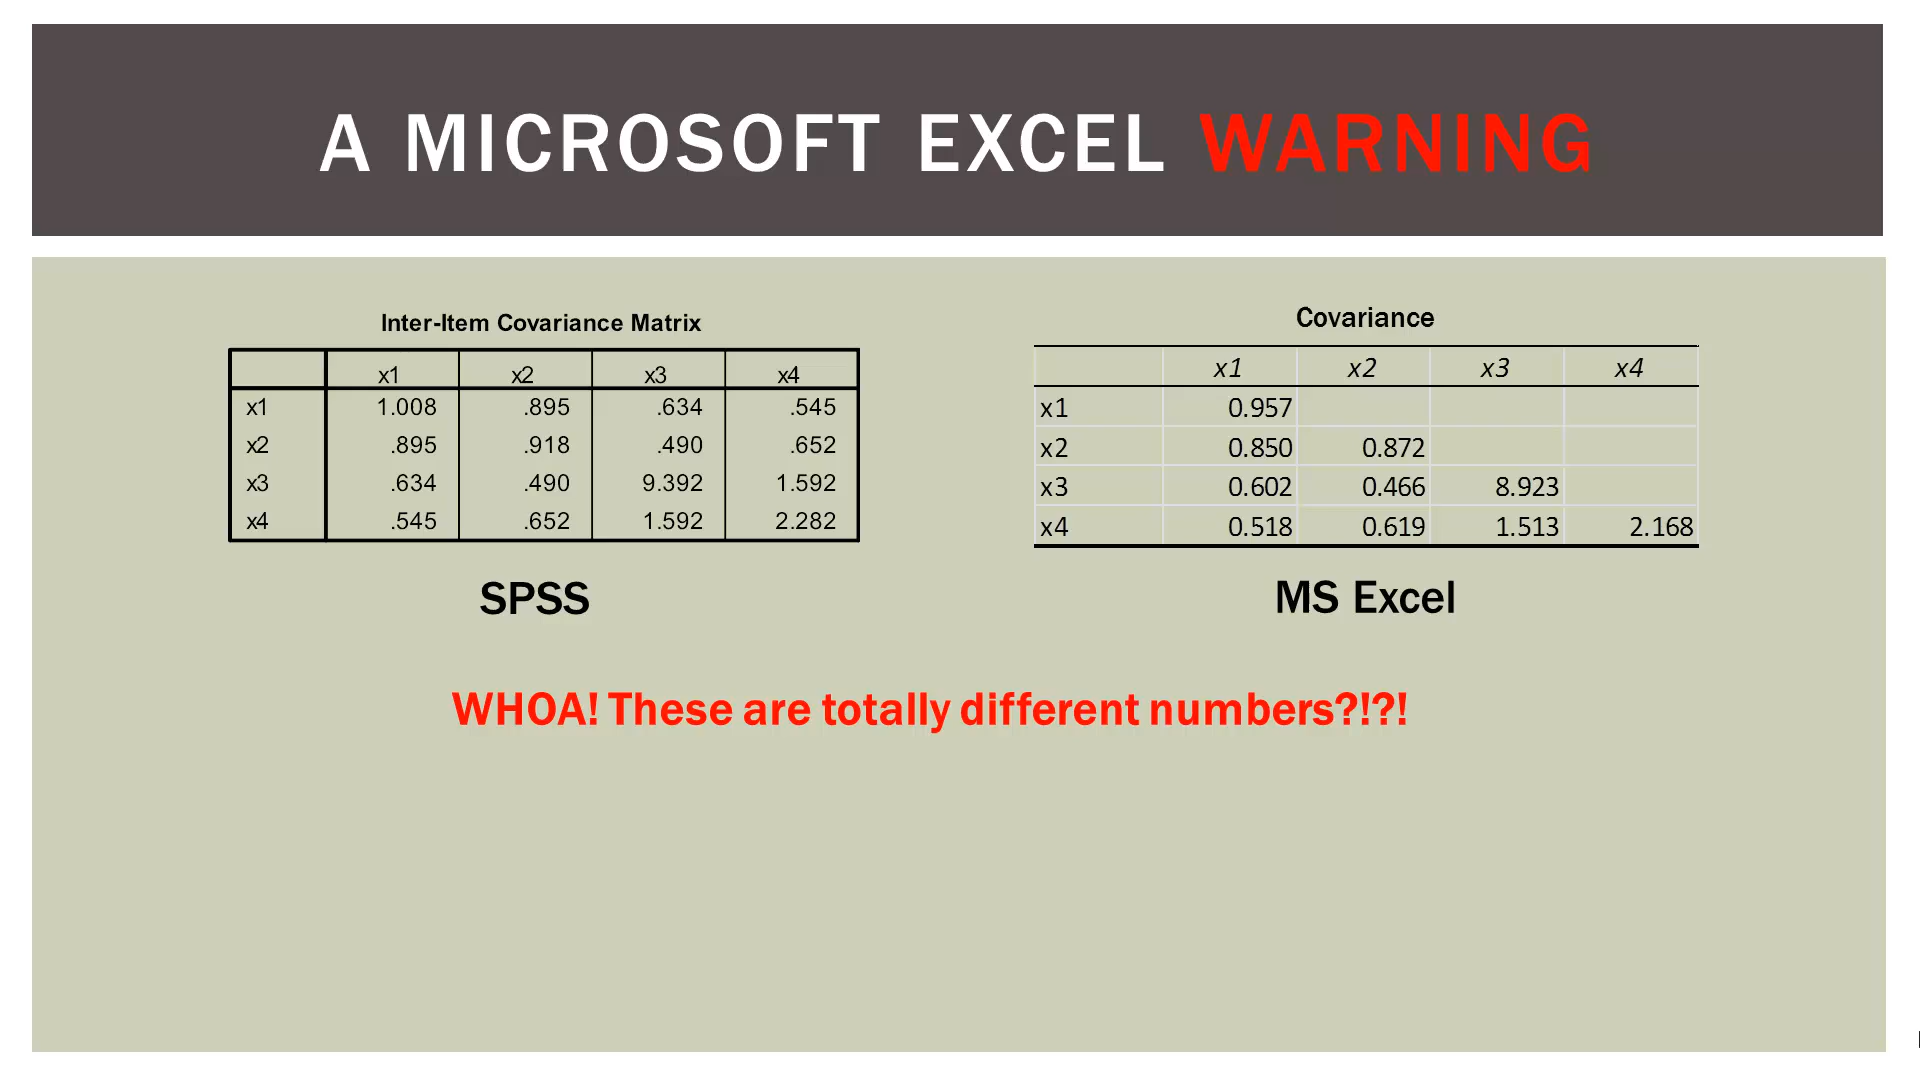 A MICROSOFT EXCEL WARNING
Inter-Item Covariance Matrix
x1 x2 x3 x4
x1 1.008 .895 .634 .545
x2 .895 .918 .490 .652
x3 .634 .490 9.392 1.592
x4 .545 .652 1.592 2.282
SPSS
Covariance
x1 x2 x3 x4
x1 0.957
x2 0.850 0.872
x3 0.602 0.466 8.923
x4 0.518 0.619 1.513 2.168
MS Excel
WHOA! These are totally different numbers?!?!